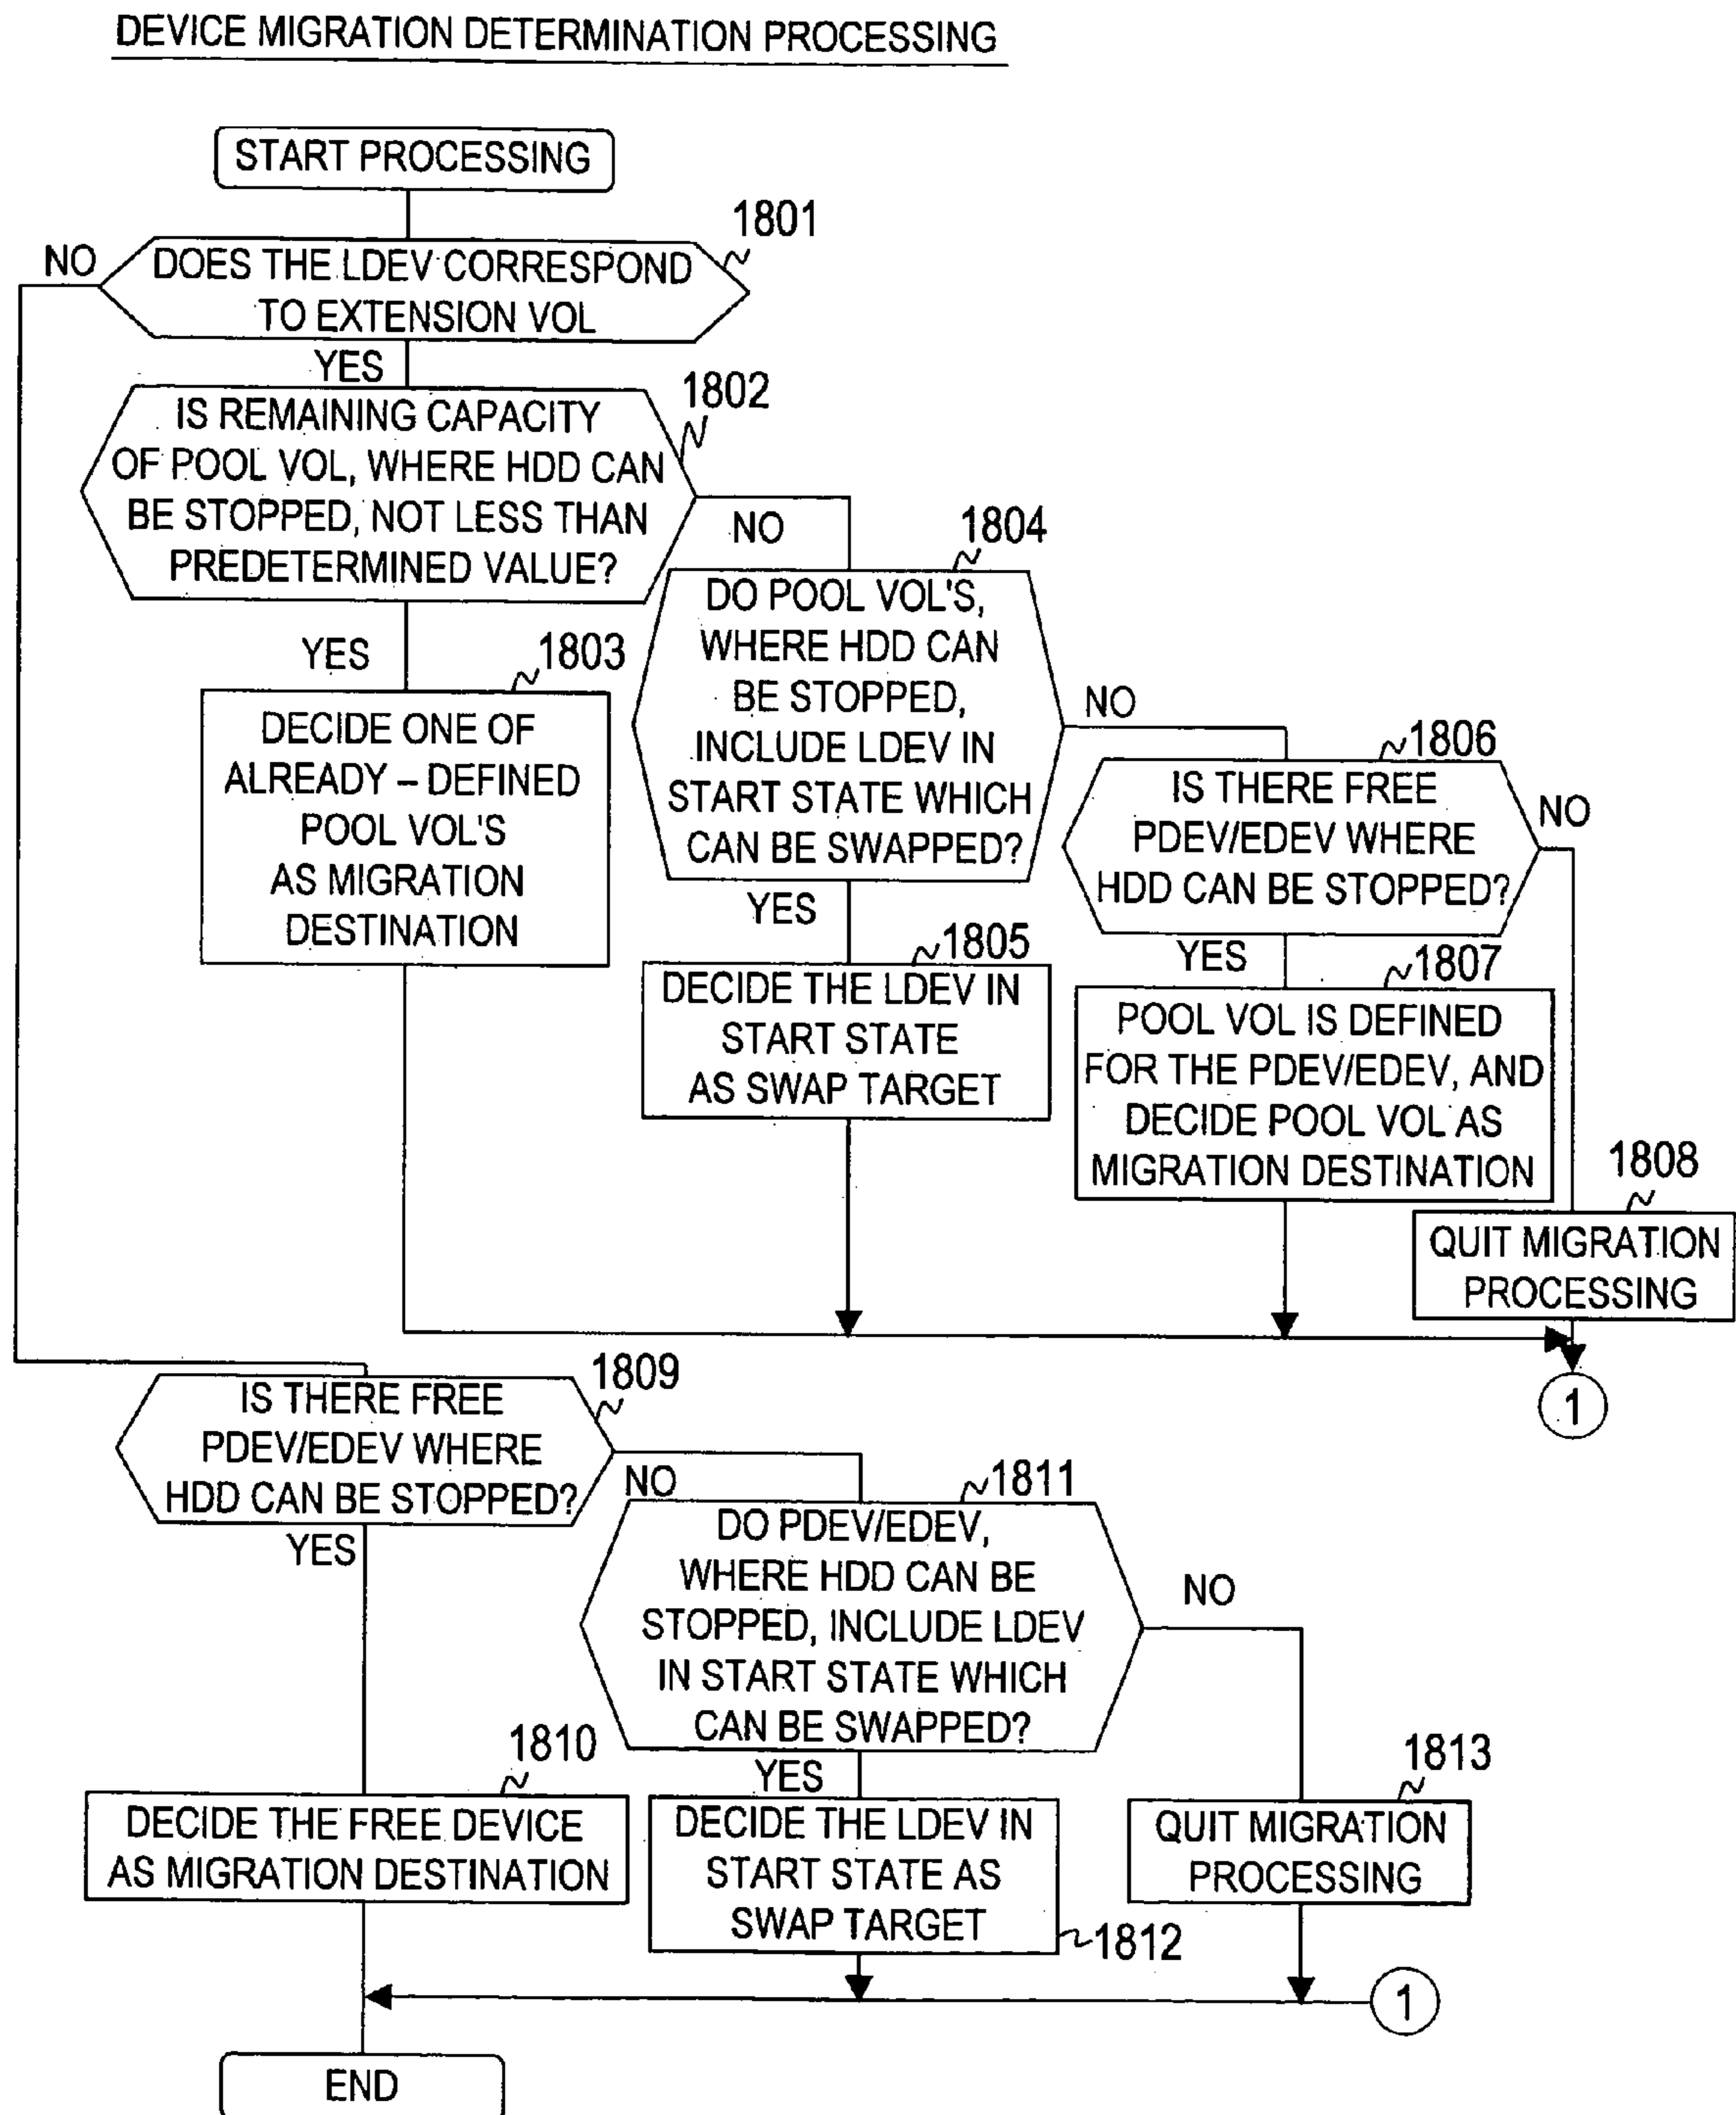 DEVICE MIGRATION DETERMINATION PROCESSING
START PROCESSING
1801
NO
DOES THE LDEV CORRESPOND
TO EXTENSION VOL
YES
1802
IS REMAINING CAPACITY
OF POOL VOL, WHERE HDD CAN
BE STOPPED, NOT LESS THAN
PREDETERMINED VALUE?
NO
1804
DO POOL VOL'S,
WHERE HDD CAN
BE STOPPED,
INCLUDE LDEV IN
START STATE WHICH
CAN BE SWAPPED?
YES
1803
DECIDE ONE OF
ALREADY – DEFINED
POOL VOL'S
AS MIGRATION
DESTINATION
NO
1806
IS THERE FREE
PDEV/EDEV WHERE
HDD CAN BE STOPPED?
NO
YES
1805
DECIDE THE LDEV IN
START STATE
AS SWAP TARGET
YES
1807
POOL VOL IS DEFINED
FOR THE PDEV/EDEV, AND
DECIDE POOL VOL AS
MIGRATION DESTINATION
1808
QUIT MIGRATION
PROCESSING
1
1809
IS THERE FREE
PDEV/EDEV WHERE
HDD CAN BE STOPPED?
NO
YES
1811
DO PDEV/EDEV,
WHERE HDD CAN BE
STOPPED, INCLUDE LDEV
IN START STATE WHICH
CAN BE SWAPPED?
NO
1810
DECIDE THE FREE DEVICE
AS MIGRATION DESTINATION
YES
DECIDE THE LDEV IN
START STATE AS
SWAP TARGET
1812
1813
QUIT MIGRATION
PROCESSING
1
END